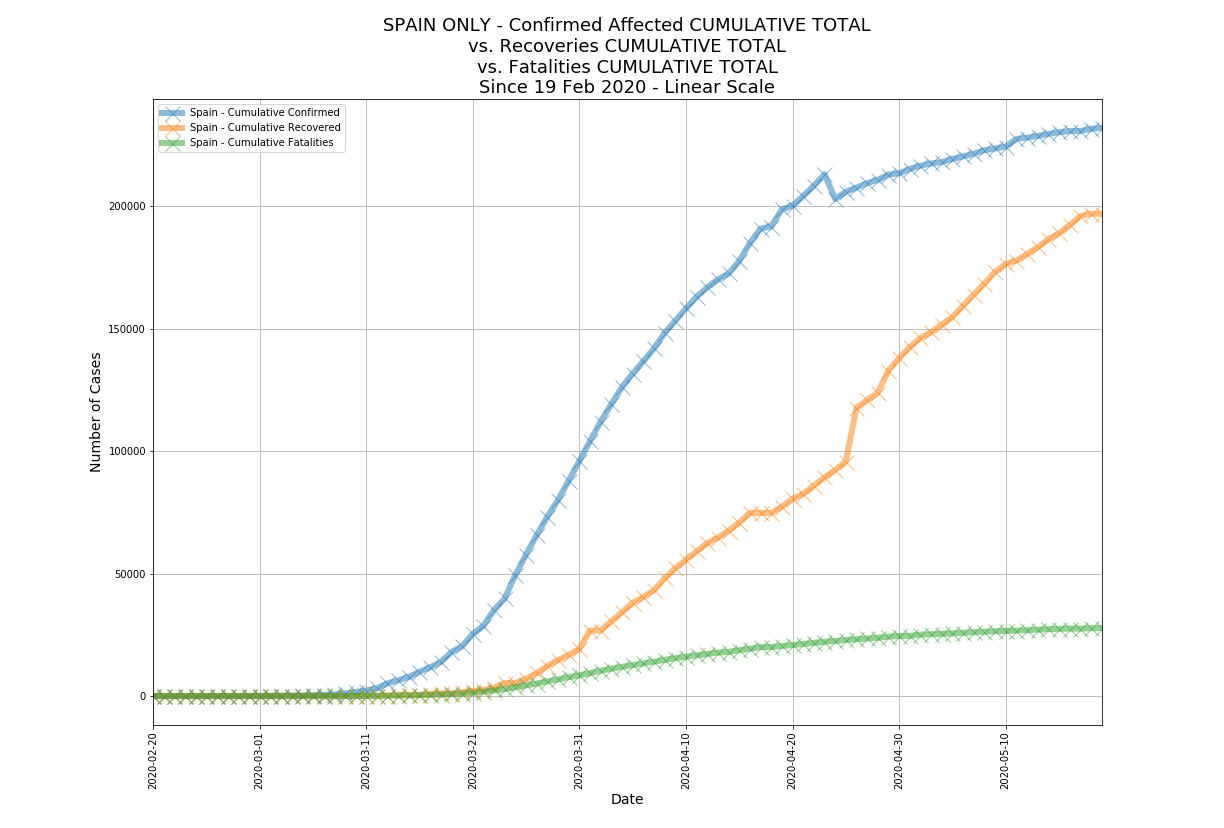 SPAIN ONLY - Confirmed Affected CUMULATIVE TOTAL
vs. Recoveries CUMULATIVE TOTAL
vs. Fatalities CUMULATIVE TOTAL
Since 19 Feb 2020 - Linear Scale
Spain - Cumulative Confirmed
Spain - Cumulative Recovered
Spain - Cumulative Fatalities
Number of Cases
200000
150000
100000
50000
0
2020-02-20
2020-03-01
2020-03-11
2020-03-21
2020-03-31
2020-04-10
2020-04-20
2020-04-30
2020-05-10
Date